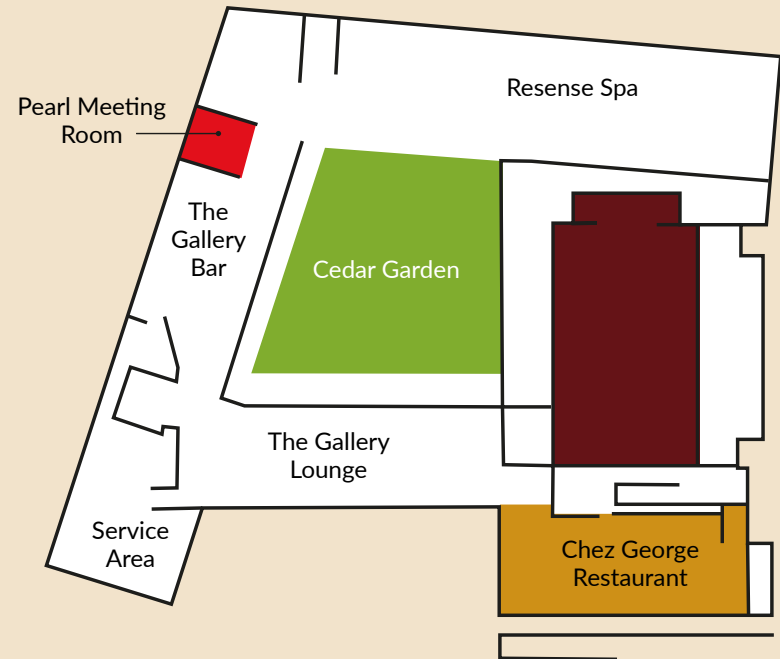 Resense Spa
Pearl Meeting
Room
The
Gallery
Bar
Cedar Garden
The Gallery
Lounge
Service
Area
Chez George
Restaurant